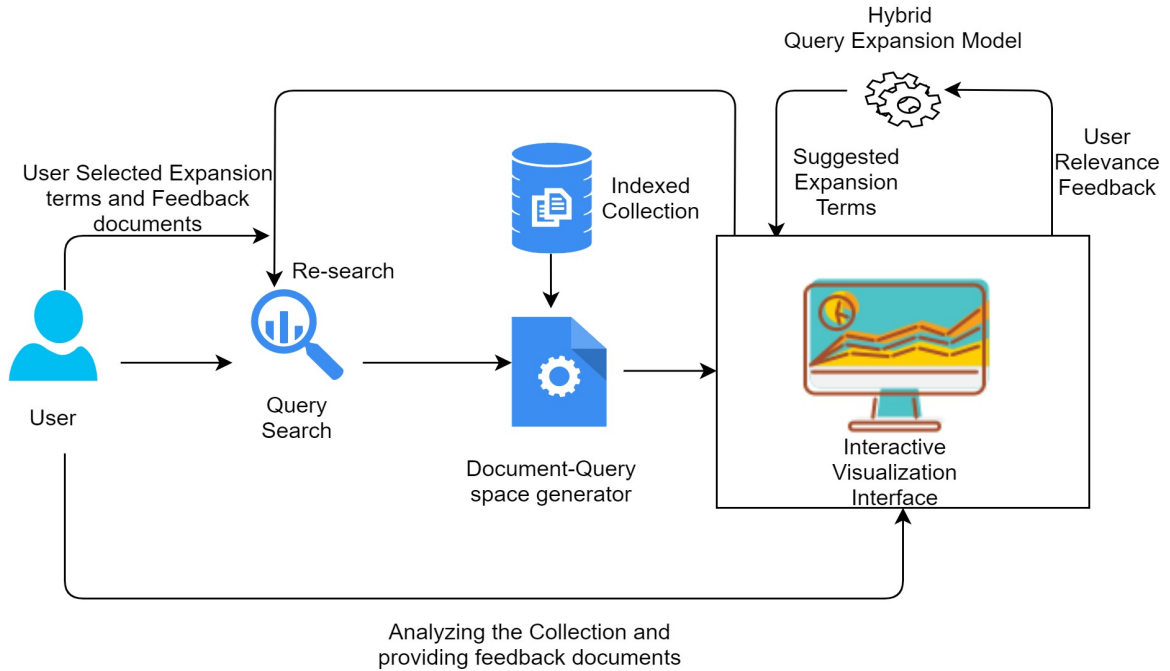 Hybrid
Query Expansion Model
User Selected Expansion
terms and Feedback
documents
Indexed
Collection
Suggested
Expansion
Terms
User
Relevance
Feedback
Re-search
User
Query
Search
Document-Query
space generator
Interactive
Visualization
Interface
Analyzing the Collection and
providing feedback documents